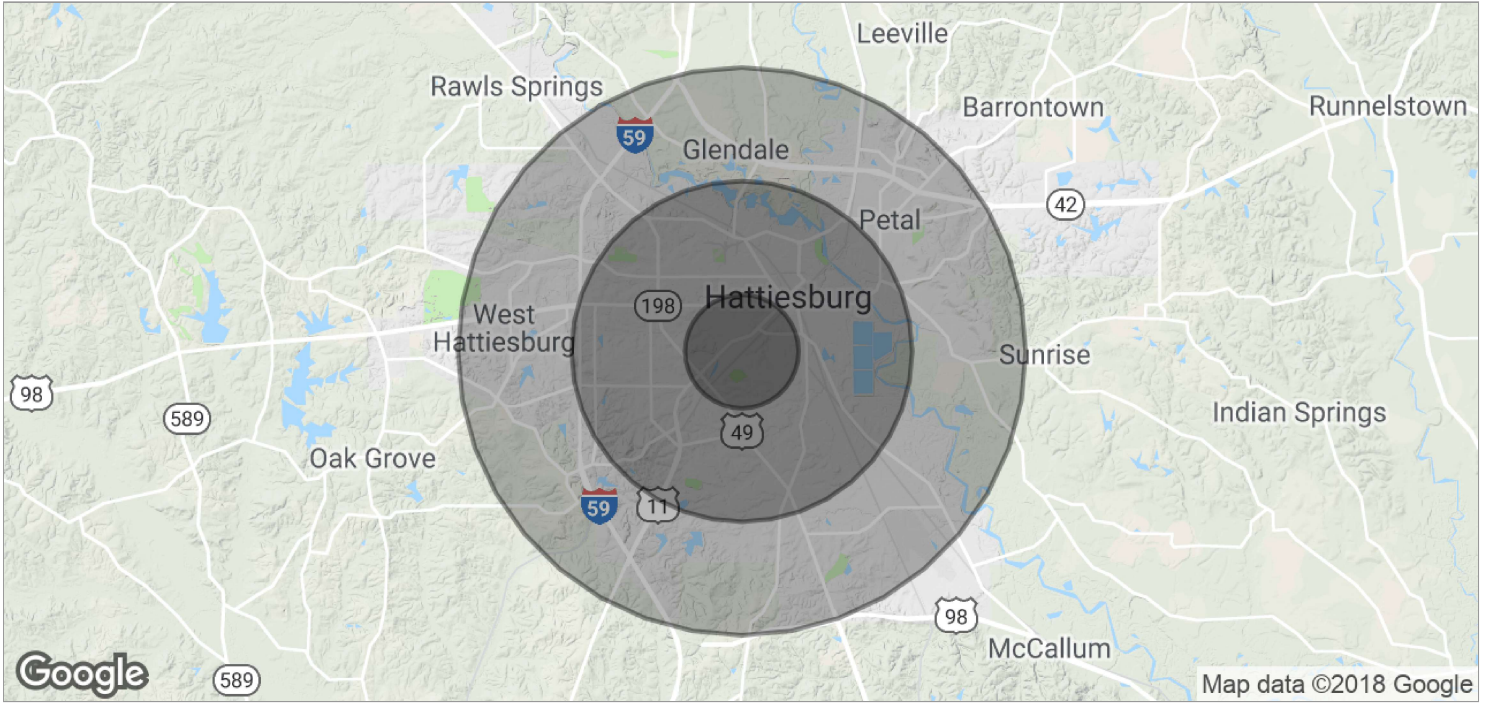 Leeville
Rawls Springs
Barrontown
Runnelstown
59
Glendale
42
Petal
Hattiesburg
198
West
Hattiesburg
Sunrise
98
589
Indian Springs
49
Oak Grove
59
11
98
McCallum
Google
589
Map data ©2018 Google